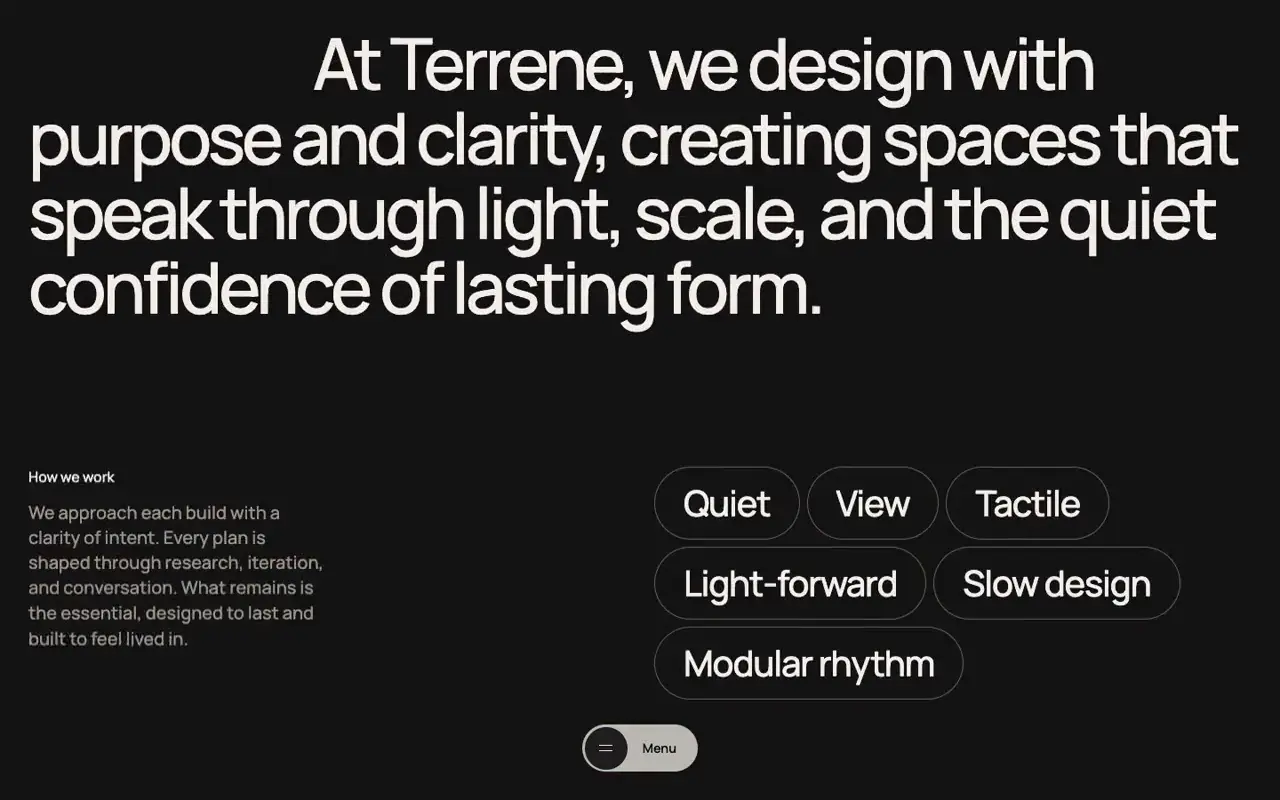 At Terrene, we design with
purpose and clarity, creating spaces that
speak through light, scale, and the quiet
confidence of lasting form.
How we work
We approach each build with a
clarity of intent. Every plan is
shaped through research, iteration,
and conversation. What remains is
the essential, designed to last and
built to feel lived in.
Quiet
View
Tactile
Light-forward
Slow design
Modular rhythm
Menu